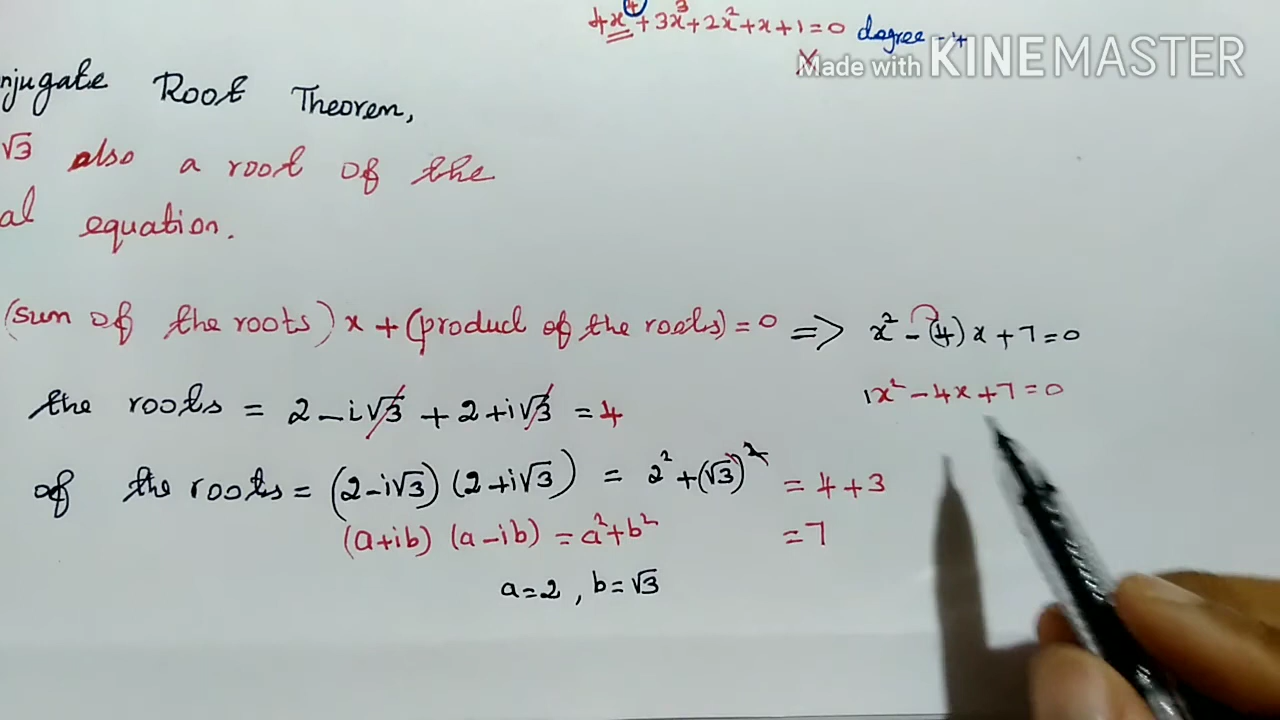 4x⁴+3x³+2x²+x+1=0 degree -4
X
Made with KINEMASTER
njugate Root Theorem,
√3 also a root of the
al equation.
(sum of the roots) x + (product of the roots) = 0 => x² - (4)x + 7 = 0
1x² - 4x + 7 = 0
the roots = 2 - i√3 + 2 + i√3 = 4
of the roots = (2 - i√3) (2 + i√3) = 2² + (√3)² = 4 + 3
(a+ib) (a-ib) = a²+b² = 7
a = 2 , b = √3